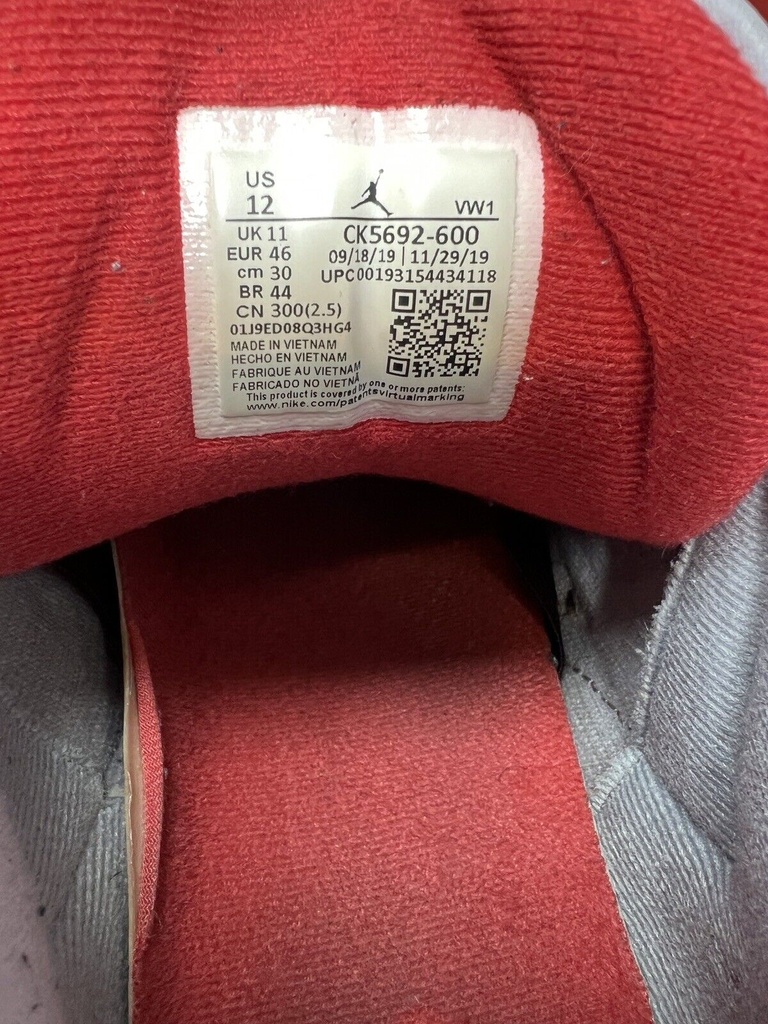 US
12
VW1
UK 11
CK5692-600
EUR 46
09/18/19 | 11/29/19
cm 30
UPC00193154434118
BR 44
CN 300(2.5)
01J9ED08Q3HG4
MADE IN VIETNAM
HECHO EN VIETNAM
FABRIQUE AU VIETNAM
FABRICADO NO VIETNÃ
This product is covered by one or more patents:
www.nike.com/patentsvirtualmarking